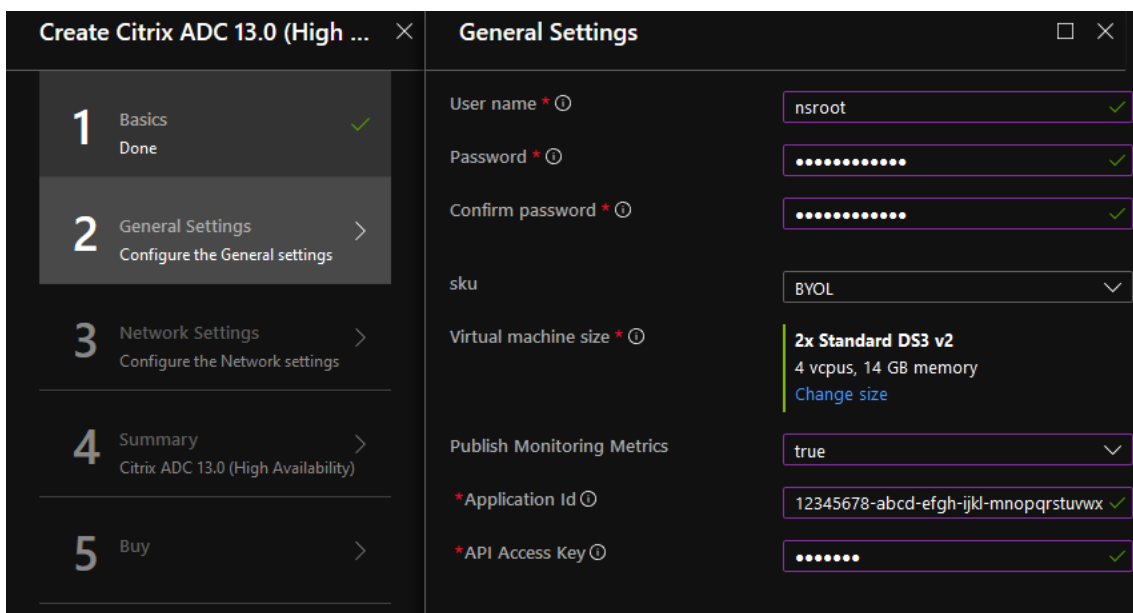 Create Citrix ADC 13.0 (High ...
1
Basics
Done
2
General Settings
Configure the General settings
3
Network Settings
Configure the Network settings
4
Summary
Citrix ADC 13.0 (High Availability)
5
Buy
General Settings
User name *
nsroot
Password *
••••••••••••
Confirm password *
••••••••••••
sku
BYOL
Virtual machine size *
2x Standard DS3 v2
4 vcpus, 14 GB memory
Change size
Publish Monitoring Metrics
true
*Application Id
12345678-abcd-efgh-ijkl-mnopqrstuvwx
*API Access Key
•••••••